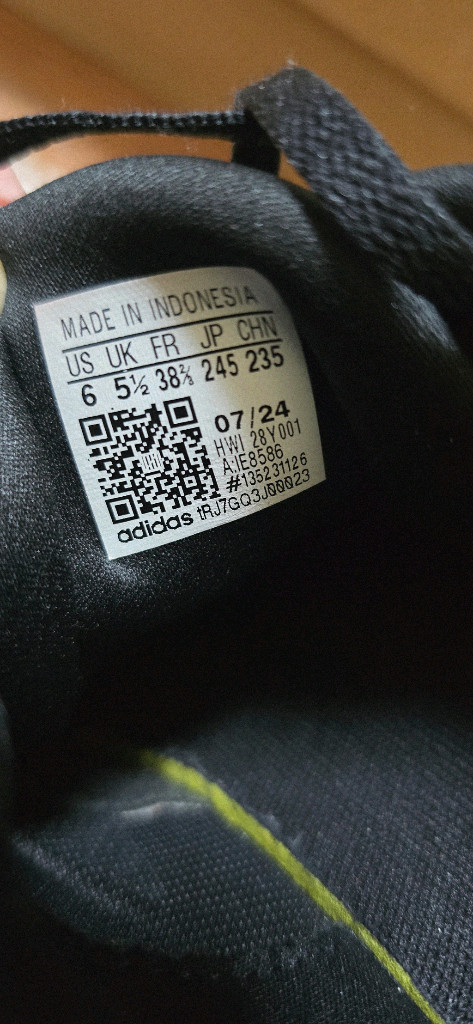 MADE IN INDONESIA
US UK FR JP CHN
6 5½ 38⅔ 245 235
07/24
HWI 28Y001
A:IE8586
#135231126
adidas tRJ7GQ3J00023